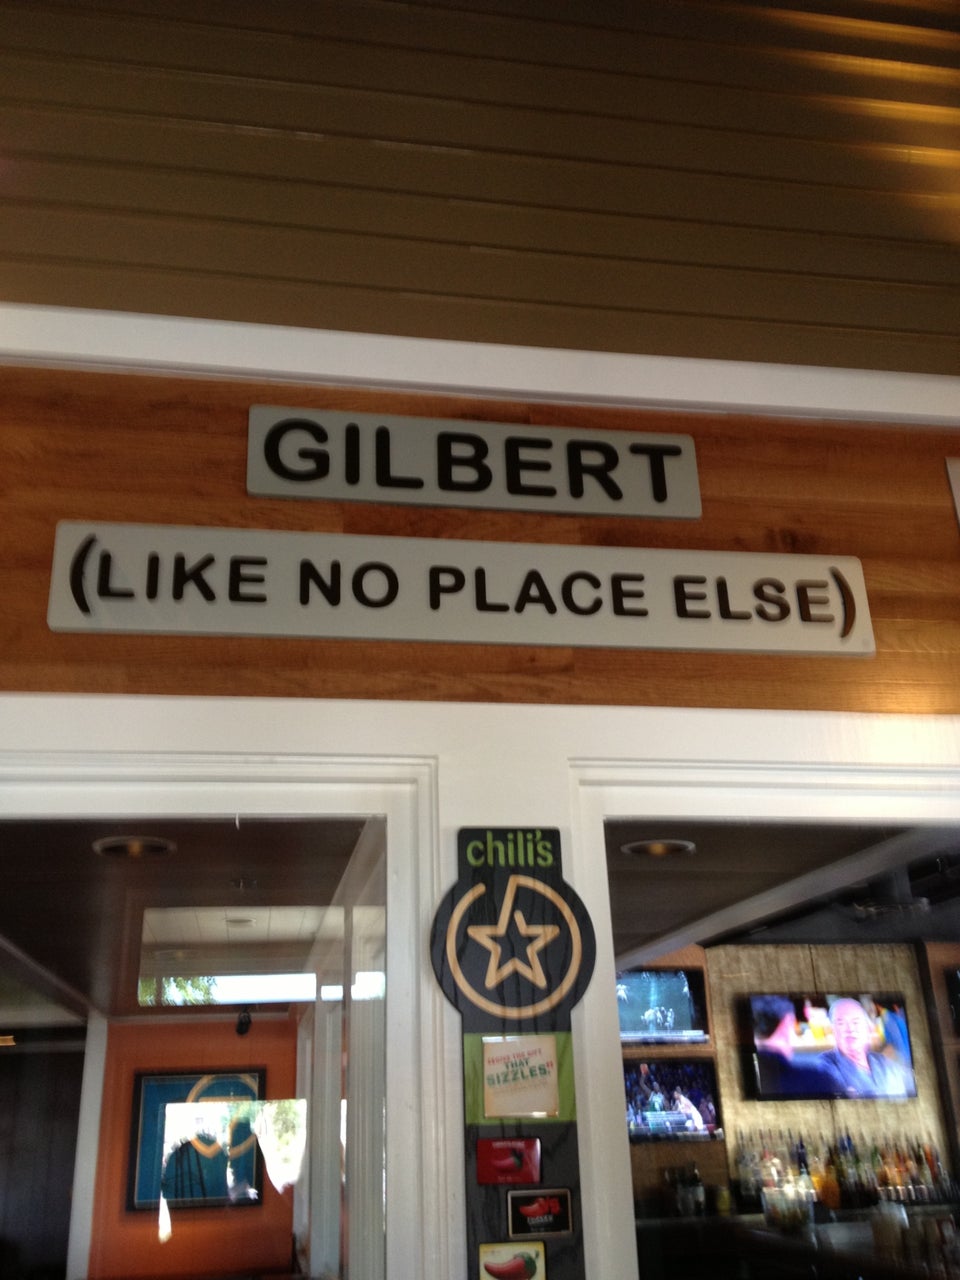 GILBERT
(LIKE NO PLACE ELSE)
chili's
THAT
SIZZLES.